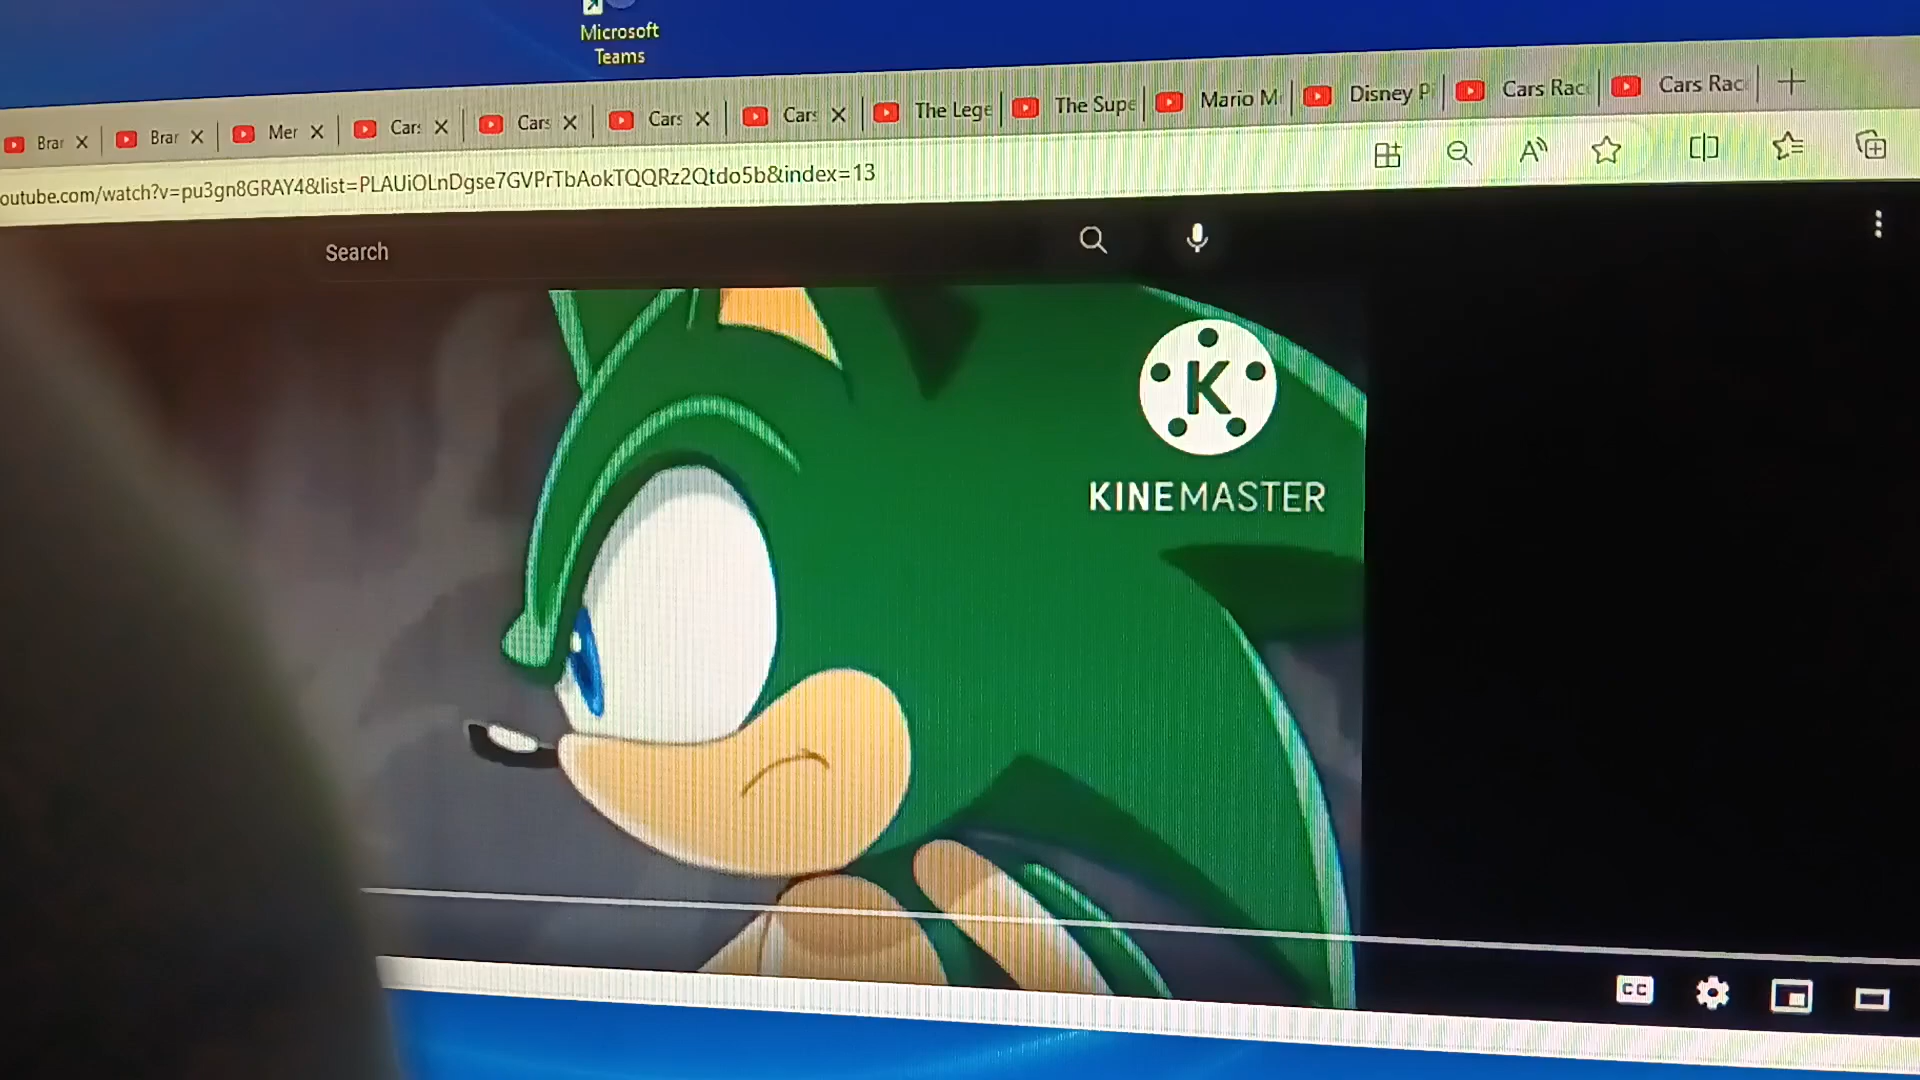 Microsoft
Teams
Brar
Brar
Mer
Cars
Cars
Cars
Cars
The Lege
The Supe
Mario M
Disney P
Cars Rac
Cars Rac
outube.com/watch?v=pu3gn8GRAY4&list=PLAUiOLnDgse7GVPrTbAokTQQRz2Qtdo5b&index=13
Search
K
KINEMASTER
CC